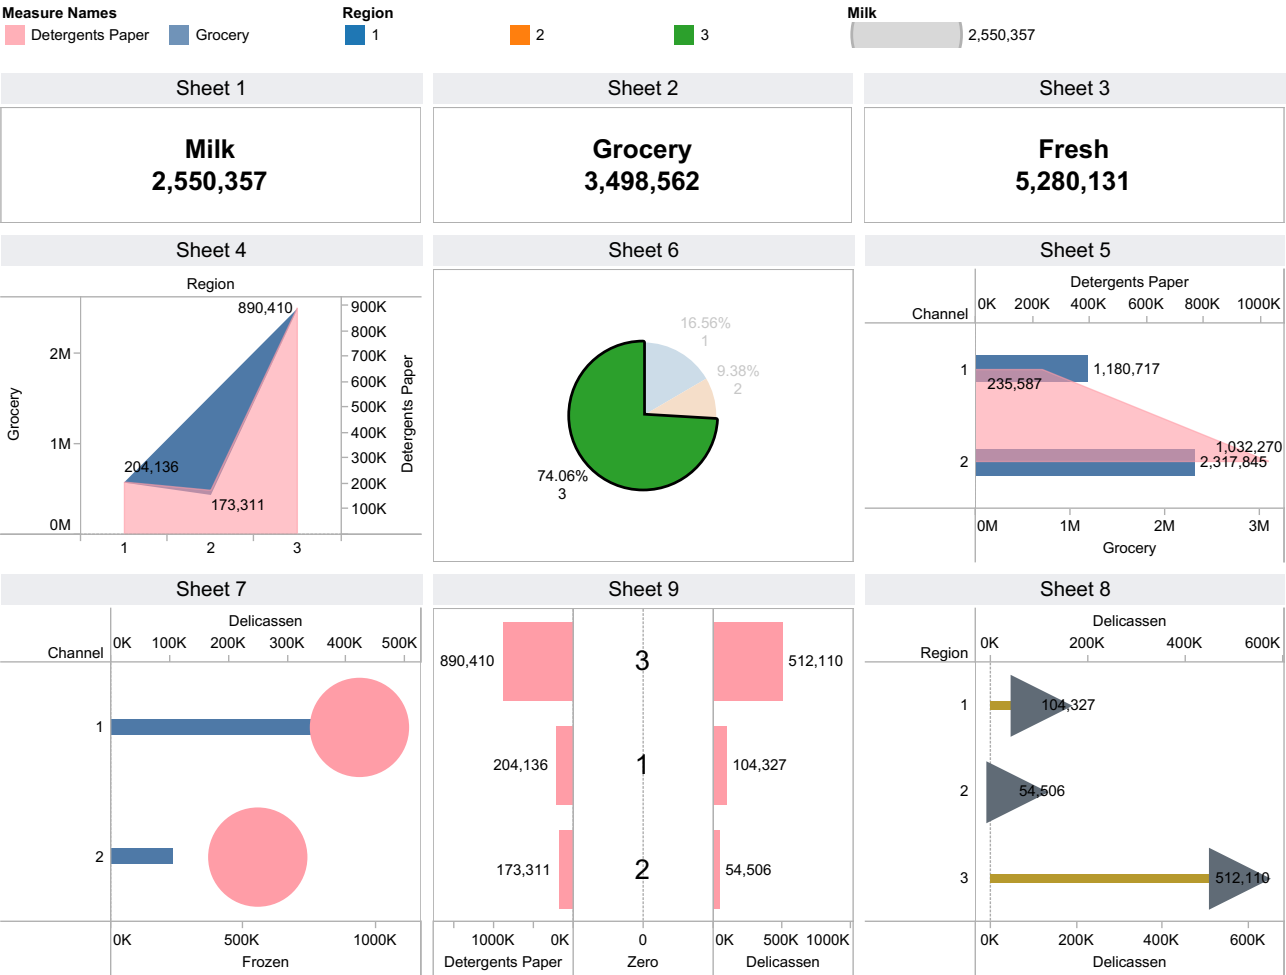 Measure Names
Detergents Paper
Grocery
Region
1
2
3
Milk
2,550,357
Sheet 1
Milk
2,550,357
Sheet 2
Grocery
3,498,562
Sheet 3
Fresh
5,280,131
Sheet 4
Region
890,410
204,136
173,311
2M
1M
0M
Grocery
900K
800K
700K
600K
500K
400K
300K
200K
100K
Detergents Paper
1 2 3
Sheet 6
16.56%
1
9.38%
2
74.06%
3
Sheet 5
Detergents Paper
0K 200K 400K 600K 800K 1000K
Channel
1
1,180,717
235,587
1,032,270
2
2,317,845
0M 1M 2M 3M
Grocery
Sheet 7
Delicassen
0K 100K 200K 300K 400K 500K
Channel
1
2
0K 500K 1000K
Frozen
Sheet 9
890,410 3 512,110
204,136 1 104,327
173,311 2 54,506
1000K 0K 0 0K 500K 1000K
Detergents Paper Zero Delicassen
Sheet 8
Delicassen
0K 200K 400K 600K
Region
1 104,327
2 54,506
3 512,110
0K 200K 400K 600K
Delicassen